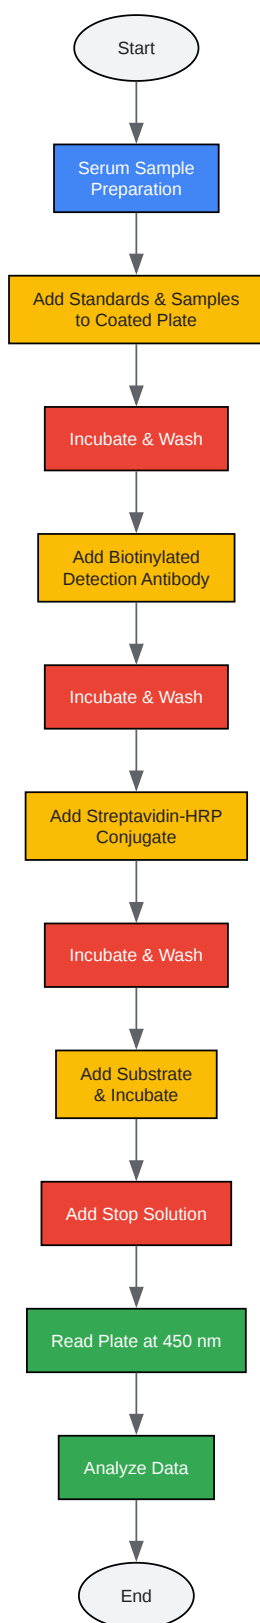 Start
Serum Sample
Preparation
Add Standards & Samples
to Coated Plate
Incubate & Wash
Add Biotinylated
Detection Antibody
Incubate & Wash
Add Streptavidin-HRP
Conjugate
Incubate & Wash
Add Substrate
& Incubate
Add Stop Solution
Read Plate at 450 nm
Analyze Data
End